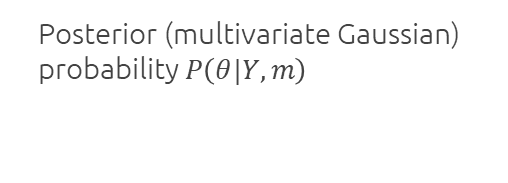 Posterior (multivariate Gaussian)
probability P(θ|Y, m)